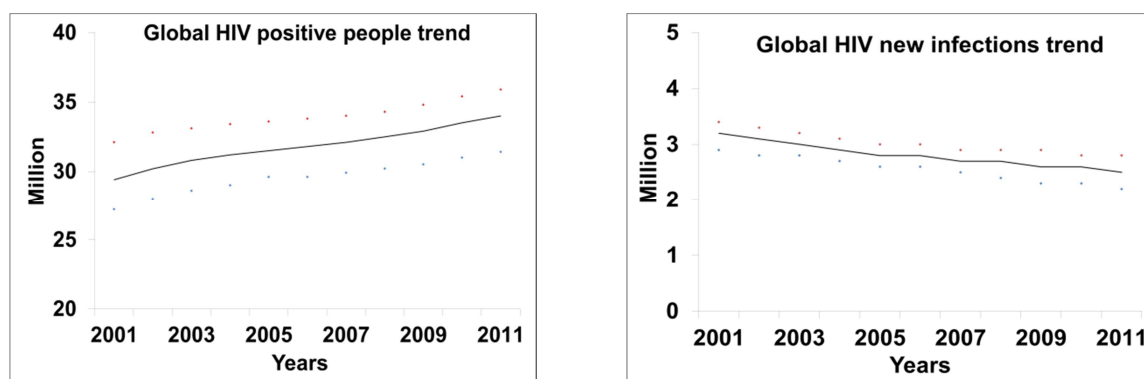 Global HIV positive people trend
40
35
30
25
20
Million
2001 2003 2005 2007 2009 2011
Years
Global HIV new infections trend
5
4
3
2
1
0
Million
2001 2003 2005 2007 2009 2011
Years